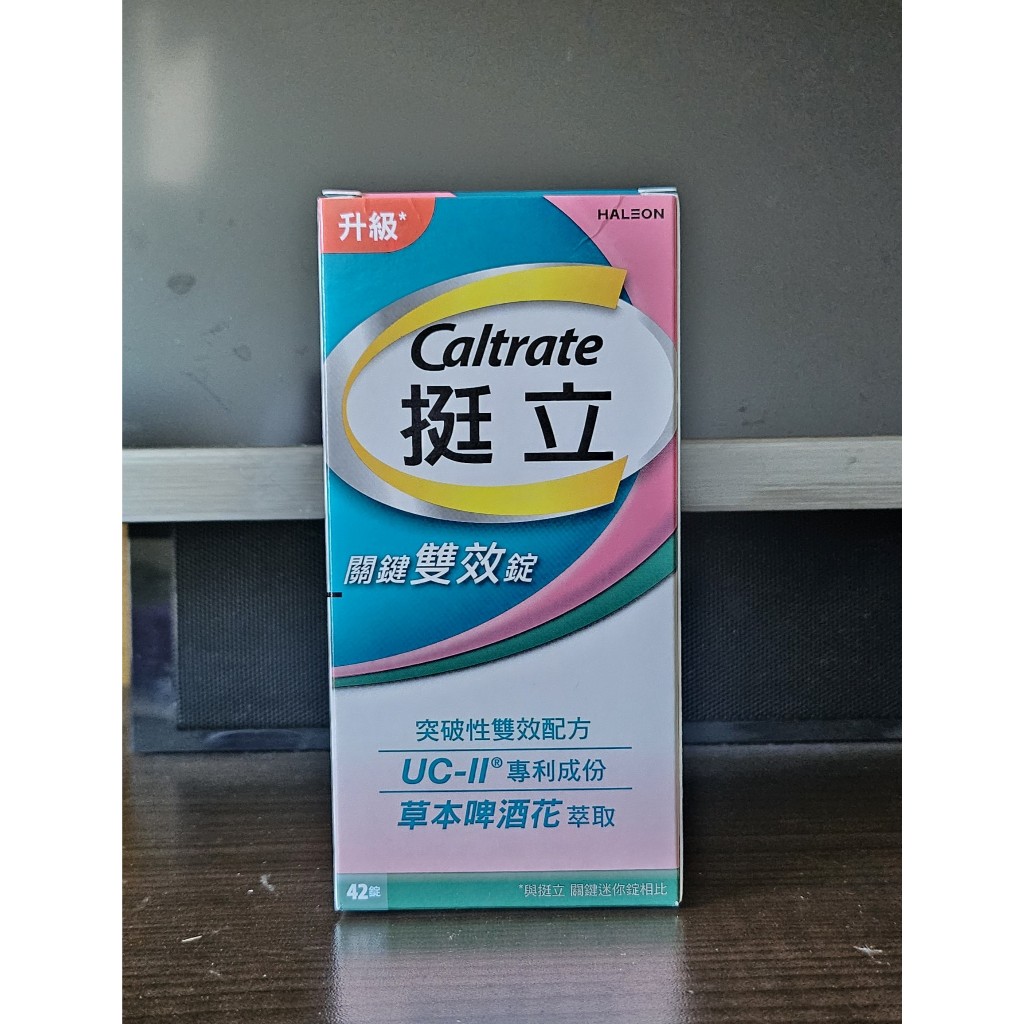 升級*
HALEON
Caltrate
挺立
關鍵雙效錠
突破性雙效配方
UC-II® 專利成份
草本啤酒花萃取
42錠
*與挺立 關鍵迷你錠相比